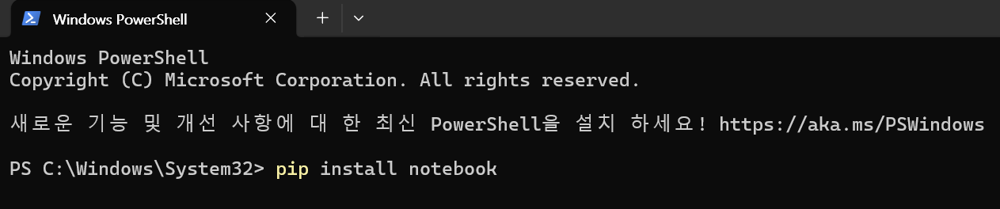 Windows PowerShell
Windows PowerShell
Copyright (C) Microsoft Corporation. All rights reserved.
새로운 기능 및 개선 사항에 대 한 최신 PowerShell을 설치 하세요! https://aka.ms/PSWindows
PS C:\Windows\System32> pip install notebook